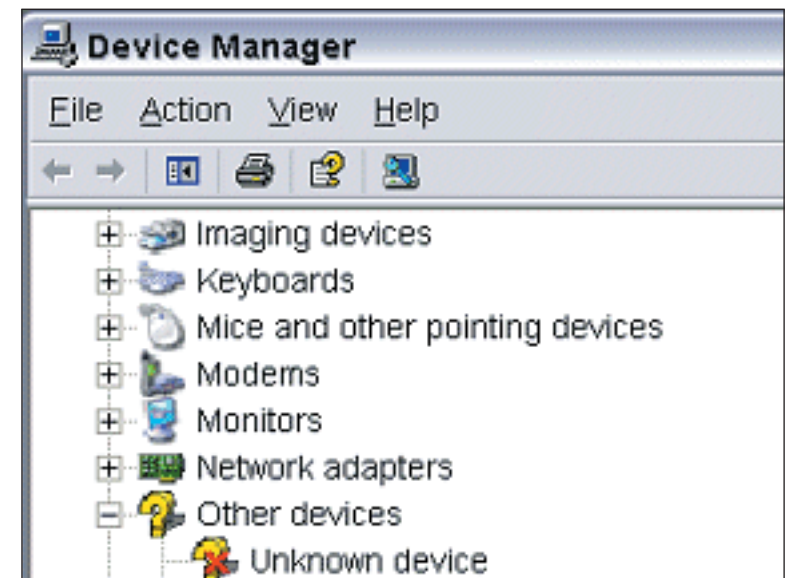 Device Manager
File Action View Help
Imaging devices
Keyboards
Mice and other pointing devices
Modems
Monitors
Network adapters
Other devices
Unknown device